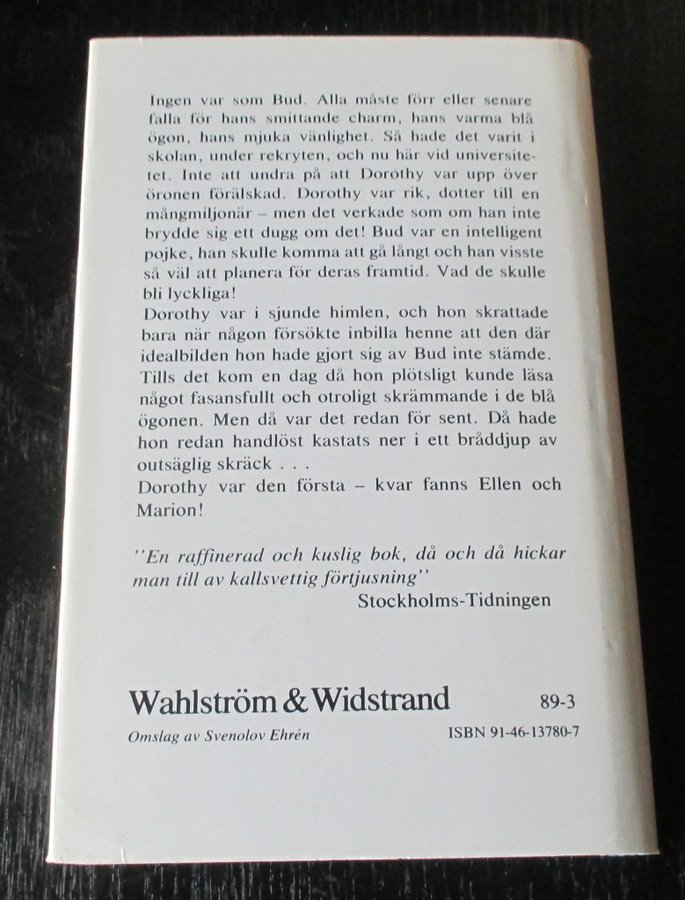 Ingen var som Bud. Alla måste förr eller senare
falla för hans smittande charm, hans varma blå
ögon, hans mjuka vänlighet. Så hade det varit i
skolan, under rekryten, och nu här vid universite-
tet. Inte att undra på att Dorothy var upp över
öronen förälskad. Dorothy var rik, dotter till en
mångmiljonär – men det verkade som om han inte
brydde sig ett dugg om det! Bud var en intelligent
pojke, han skulle komma att gå långt och han visste
så väl att planera för deras framtid. Vad de skulle
bli lyckliga!
Dorothy var i sjunde himlen, och hon skrattade
bara när någon försökte inbilla henne att den där
idealbilden hon hade gjort sig av Bud inte stämde.
Tills det kom en dag då hon plötsligt kunde läsa
något fasansfullt och otroligt skrämmande i de blå
ögonen. Men då var det redan för sent. Då hade
hon redan handlöst kastats ner i ett bråddjup av
outsäglig skräck . . .
Dorothy var den första – kvar fanns Ellen och
Marion!
''En raffinerad och kuslig bok, då och då hickar
man till av kallsvettig förtjusning''
Stockholms-Tidningen
Wahlström & Widstrand
89-3
Omslag av Svenolov Ehrén
ISBN 91-46-13780-7